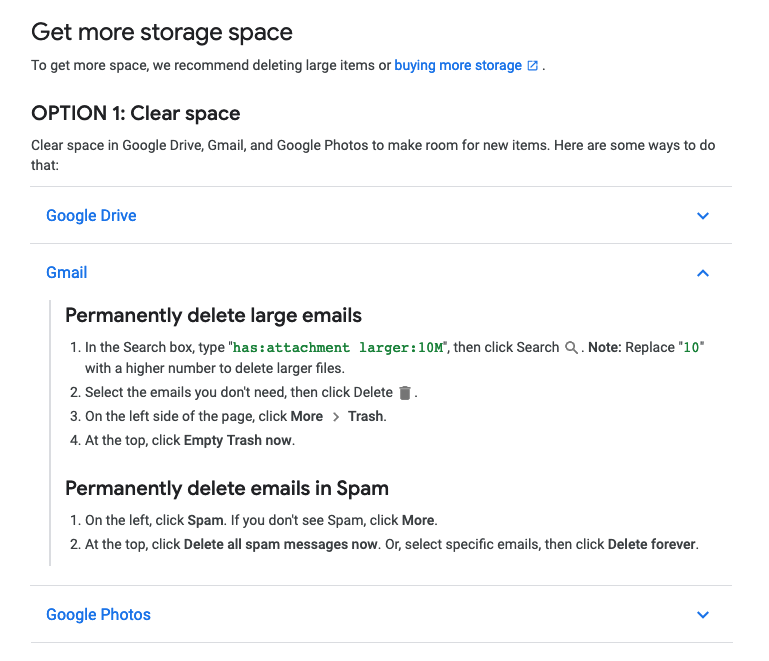 Get more storage space
To get more space, we recommend deleting large items or buying more storage .
OPTION 1: Clear space
Clear space in Google Drive, Gmail, and Google Photos to make room for new items. Here are some ways to do
that:
Google Drive
Gmail
Permanently delete large emails
1. In the Search box, type "has:attachment larger:10M", then click Search . Note: Replace "10"
with a higher number to delete larger files.
2. Select the emails you don't need, then click Delete .
3. On the left side of the page, click More > Trash.
4. At the top, click Empty Trash now.
Permanently delete emails in Spam
1. On the left, click Spam. If you don't see Spam, click More.
2. At the top, click Delete all spam messages now. Or, select specific emails, then click Delete forever.
Google Photos